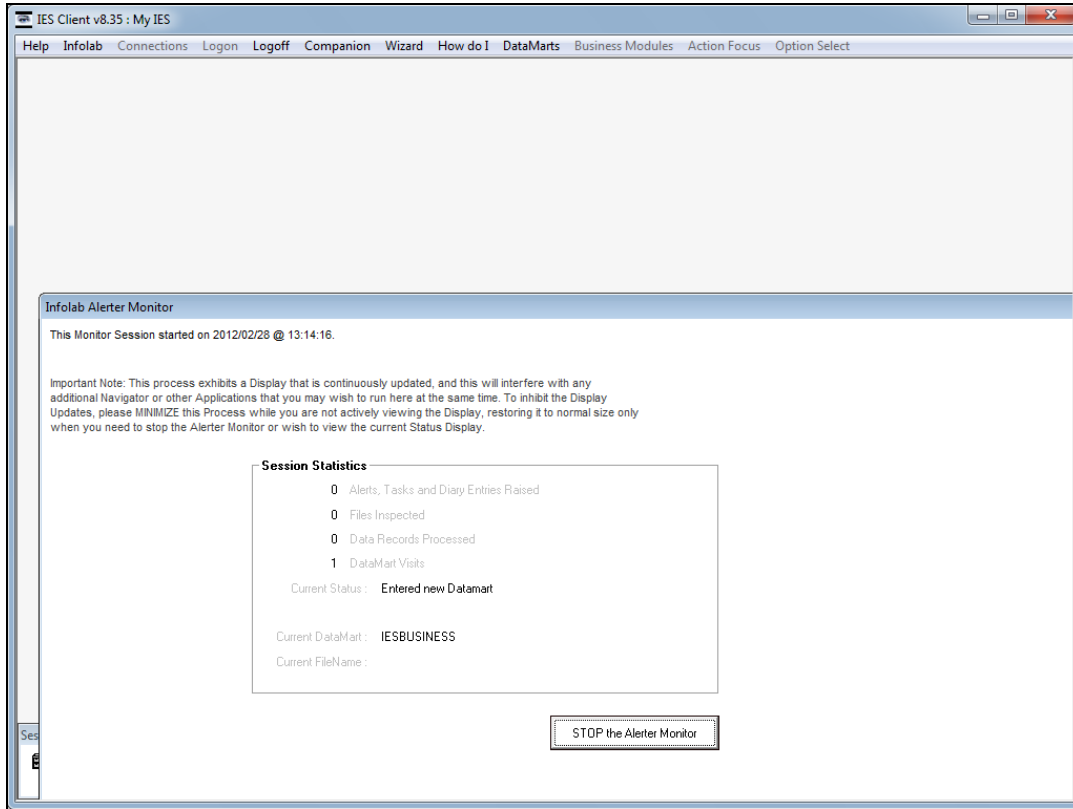 IES Client v8.35 : My IES
Help Infolab Connections Logon Logoff Companion Wizard How do I DataMarts Business Modules Action Focus Option Select
Infolab Alerter Monitor
This Monitor Session started on 2012/02/28 @ 13:14:16.
Important Note: This process exhibits a Display that is continuously updated, and this will interfere with any
additional Navigator or other Applications that you may wish to run here at the same time. To inhibit the Display
Updates, please MINIMIZE this Process while you are not actively viewing the Display, restoring it to normal size only
when you need to stop the Alerter Monitor or wish to view the current Status Display.
Session Statistics
0 Alerts, Tasks and Diary Entries Raised
0 Files Inspected
0 Data Records Processed
1 DataMart Visits
Current Status : Entered new Datamart
Current DataMart : IESBUSINESS
Current FileName :
STOP the Alerter Monitor
Ses